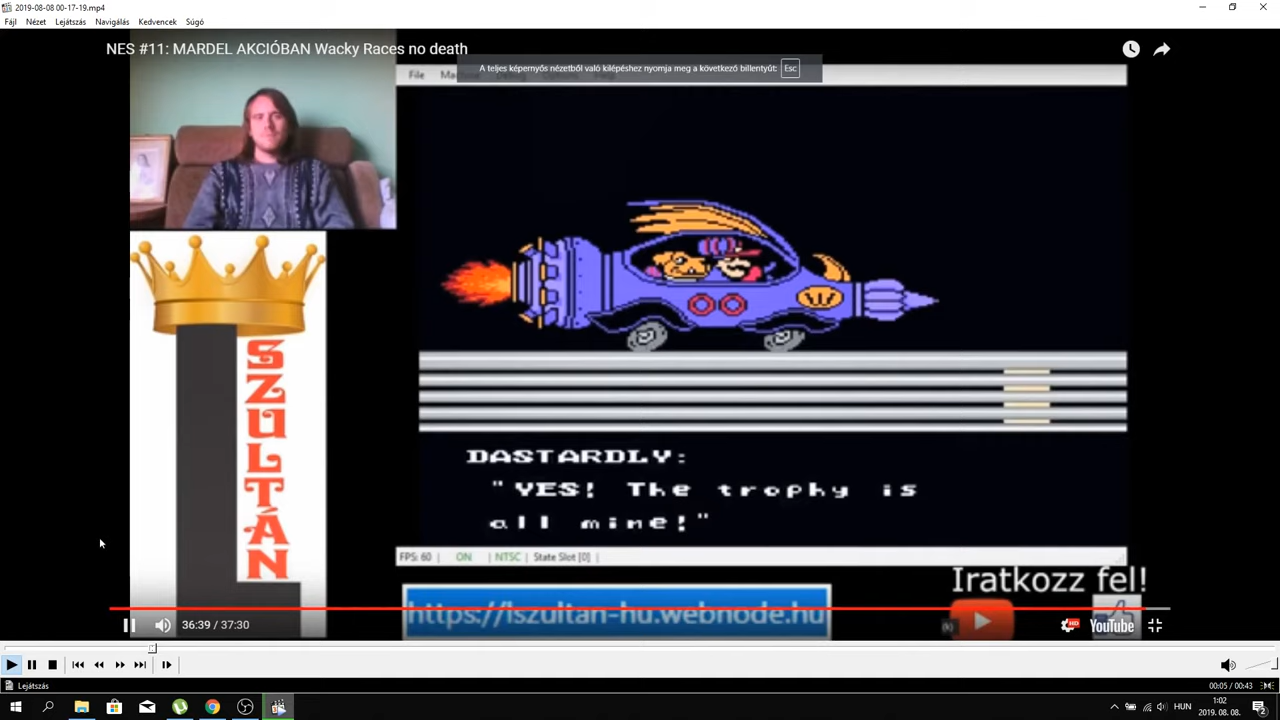 2019-08-08 00-17-19.mp4
Fájl Nézet Lejátszás Navigálás Kedvencek Súgó
NES #11: MARDEL AKCIÓBAN Wacky Races no death
A teljes képernyős nézetből való kilépéshez nyomja meg a következő billentyűt: Esc
File
L
SZULTÁN
DASTARDLY:
"YES! The trophy is
all mine!"
FPS: 60 ON NTSC State Slot [0]
Iratkozz fel!
https://lszultan-hu.webnode.hu
36:39 / 37:30
HD
YouTube
Lejátszás
00:05 / 00:43
HUN
1:02
2019. 08. 08.
2